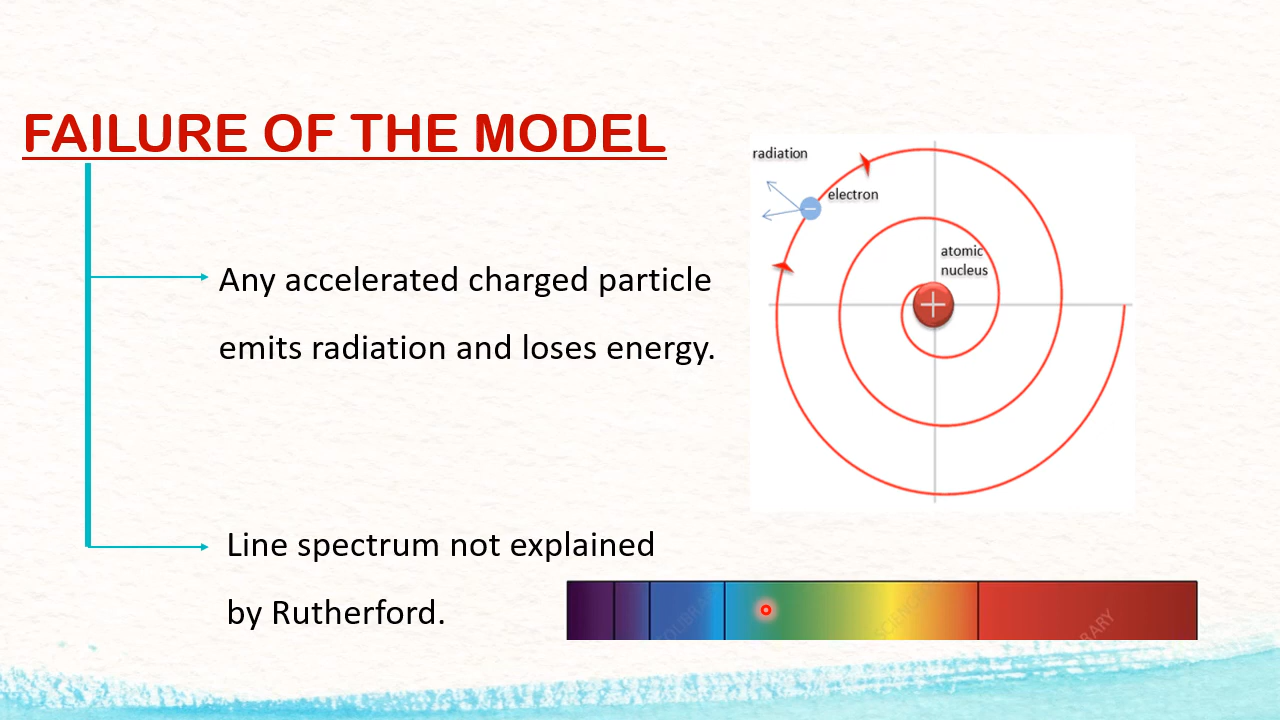 FAILURE OF THE MODEL
Any accelerated charged particle
emits radiation and loses energy.
radiation
electron
atomic
nucleus
Line spectrum not explained
by Rutherford.